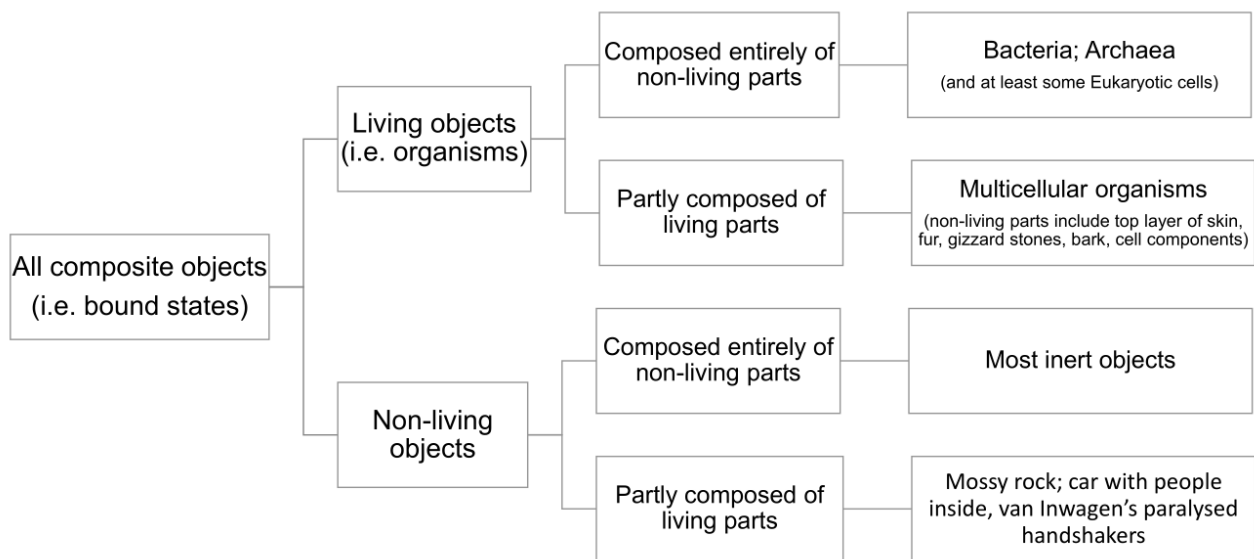 All composite objects
(i.e. bound states)
Living objects
(i.e. organisms)
Composed entirely of
non-living parts
Bacteria; Archaea
(and at least some Eukaryotic cells)
Partly composed of
living parts
Multicellular organisms
(non-living parts include top layer of skin,
fur, gizzard stones, bark, cell components)
Non-living
objects
Composed entirely of
non-living parts
Most inert objects
Partly composed of
living parts
Mossy rock; car with people
inside, van Inwagen’s paralysed
handshakers